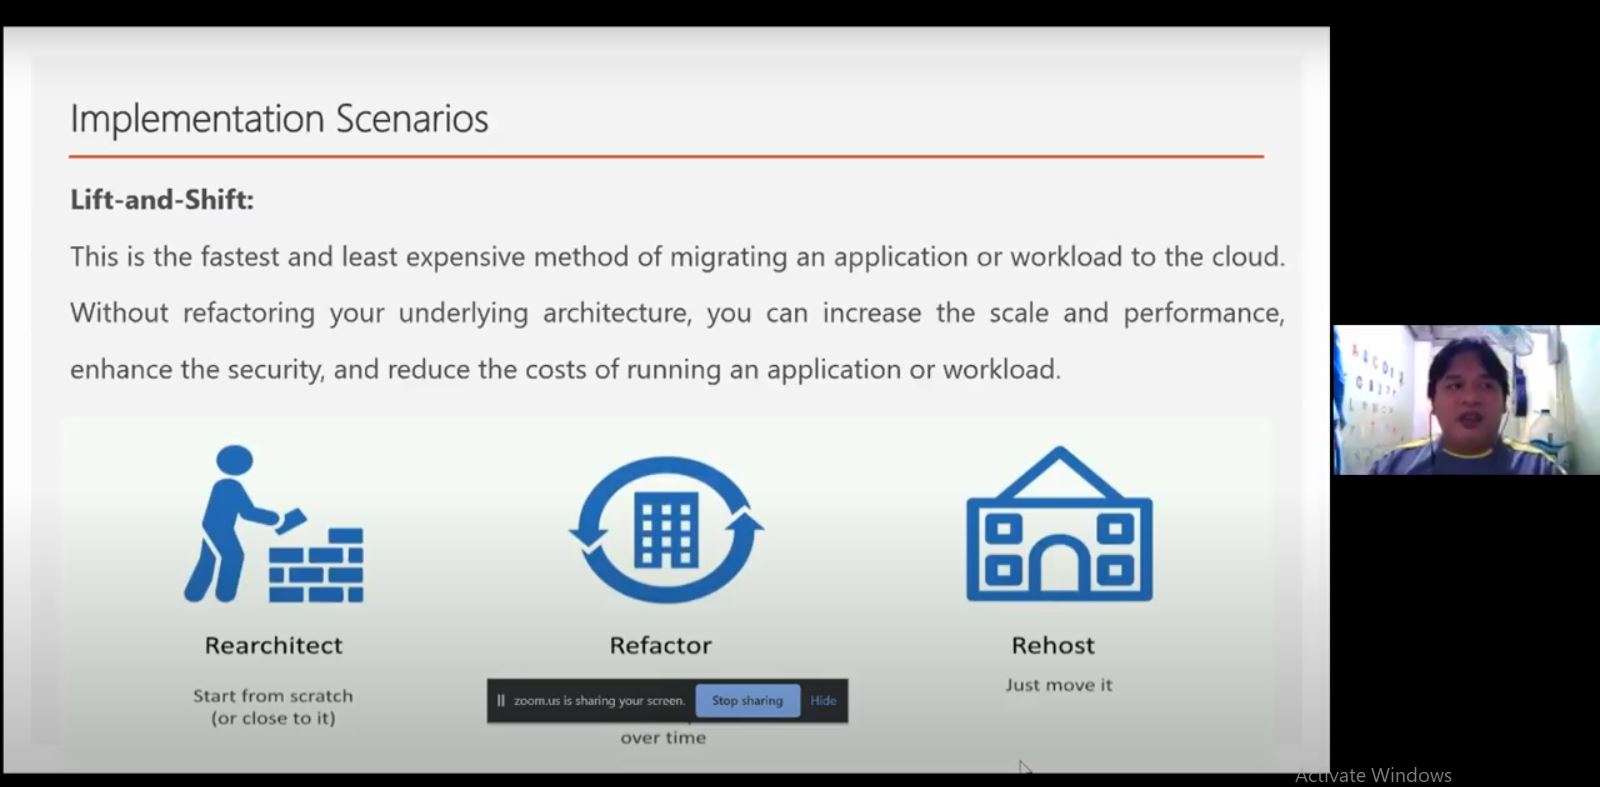 Implementation Scenarios
Lift-and-Shift:
This is the fastest and least expensive method of migrating an application or workload to the cloud.
Without refactoring your underlying architecture, you can increase the scale and performance,
enhance the security, and reduce the costs of running an application or workload.
Rearchitect
Start from scratch
(or close to it)
Refactor
zoom.us is sharing your screen. Stop sharing Hide
over time
Rehost
Just move it
Activate Windows